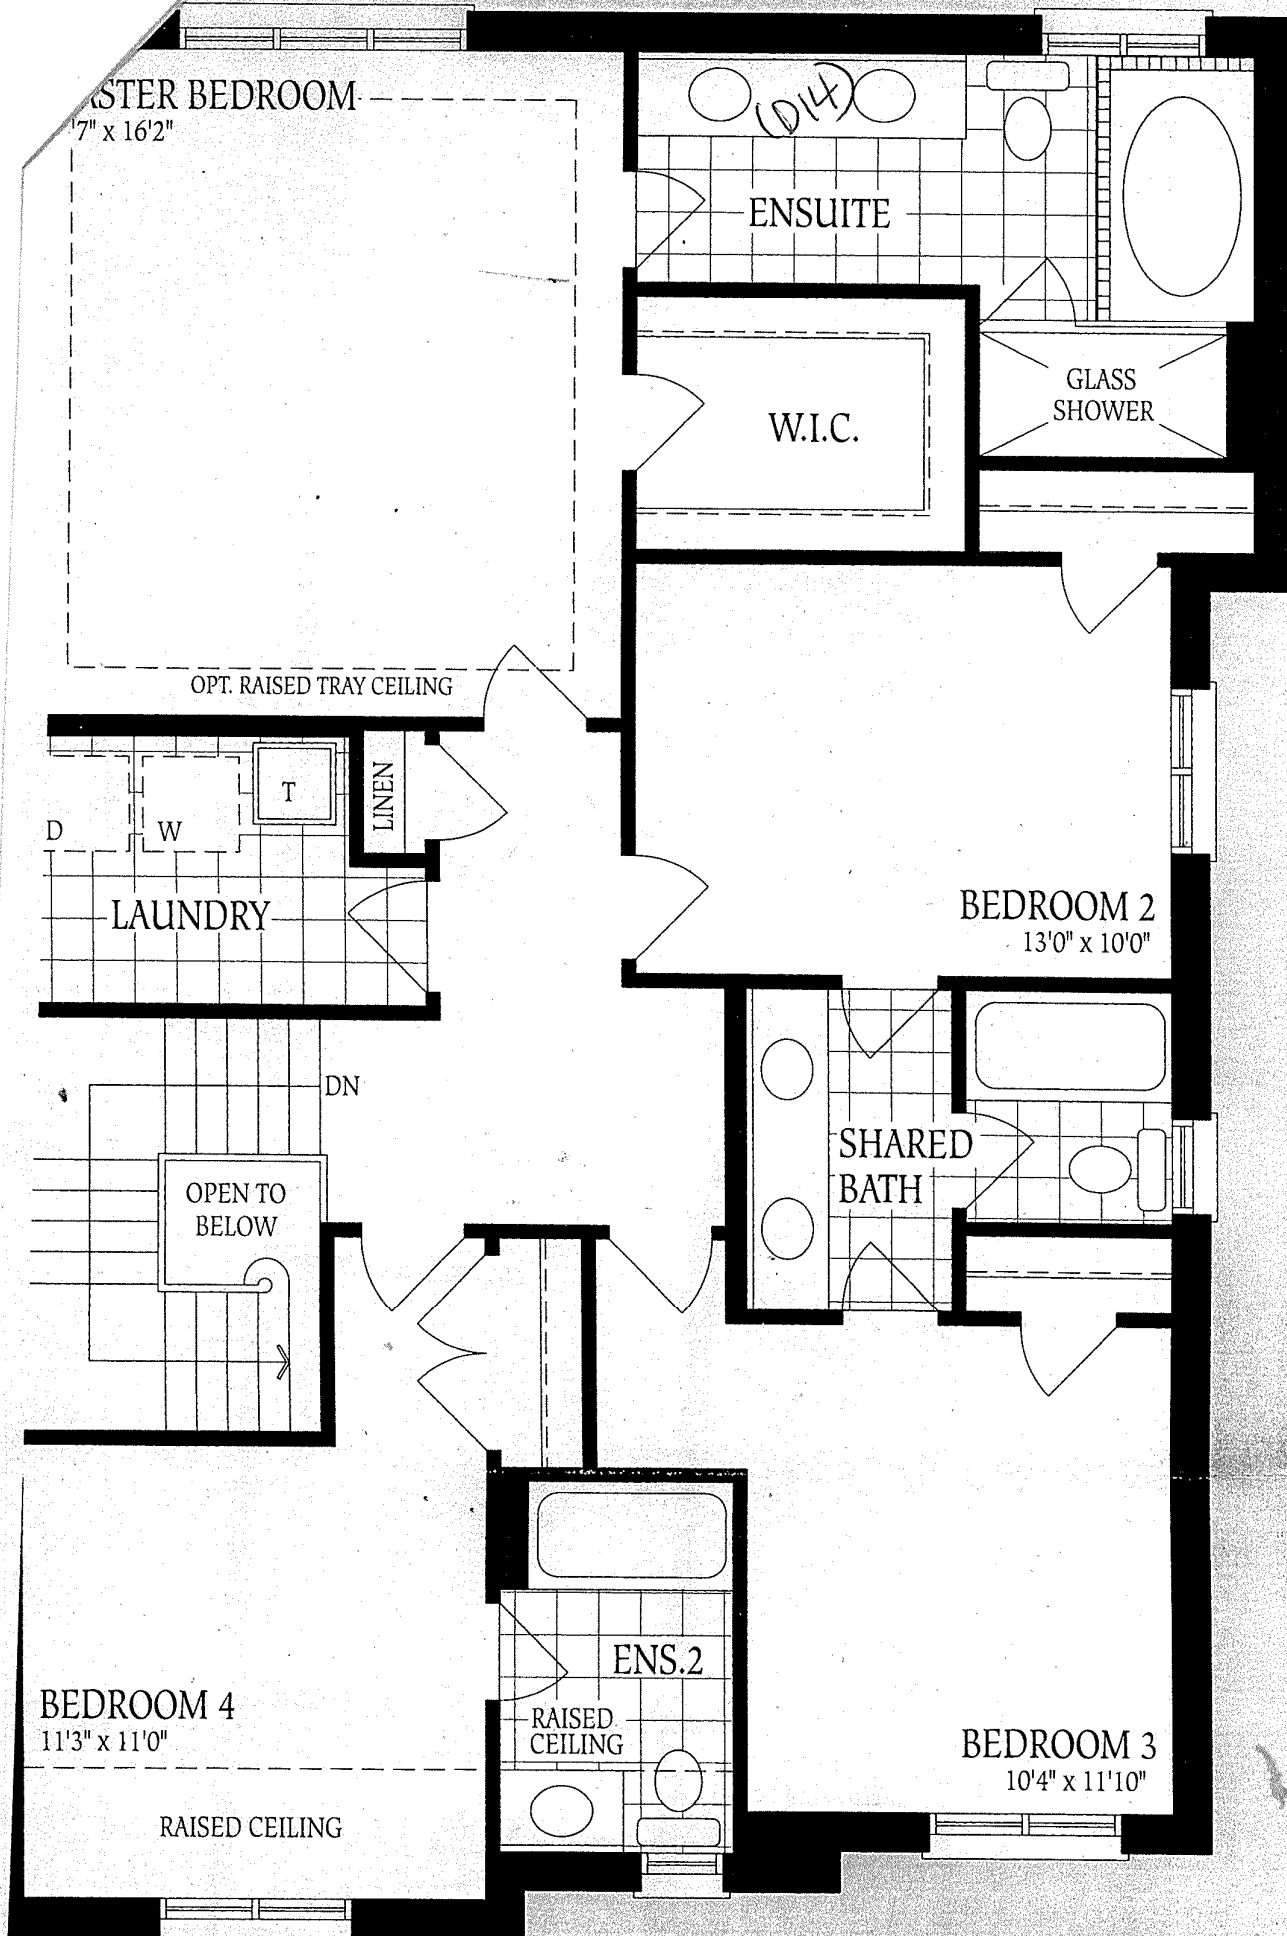 ASTER BEDROOM
'7" x 16'2"
(D14)
ENSUITE
GLASS
SHOWER
W.I.C.
OPT. RAISED TRAY CEILING
LINEN
T
D
W
LAUNDRY
BEDROOM 2
13'0" x 10'0"
DN
SHARED
BATH
OPEN TO
BELOW
ENS.2
RAISED
CEILING
BEDROOM 4
11'3" x 11'0"
RAISED CEILING
BEDROOM 3
10'4" x 11'10"